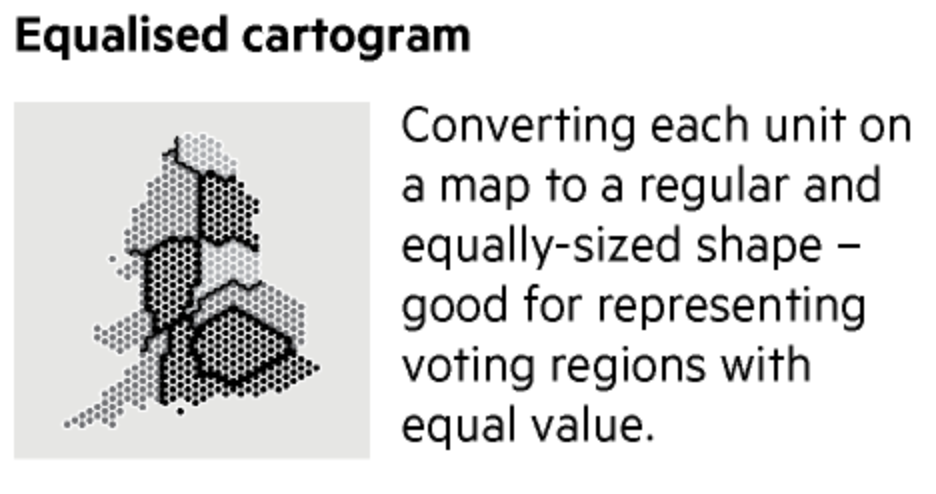 Equalised cartogram
Converting each unit on
a map to a regular and
equally-sized shape –
good for representing
voting regions with
equal value.